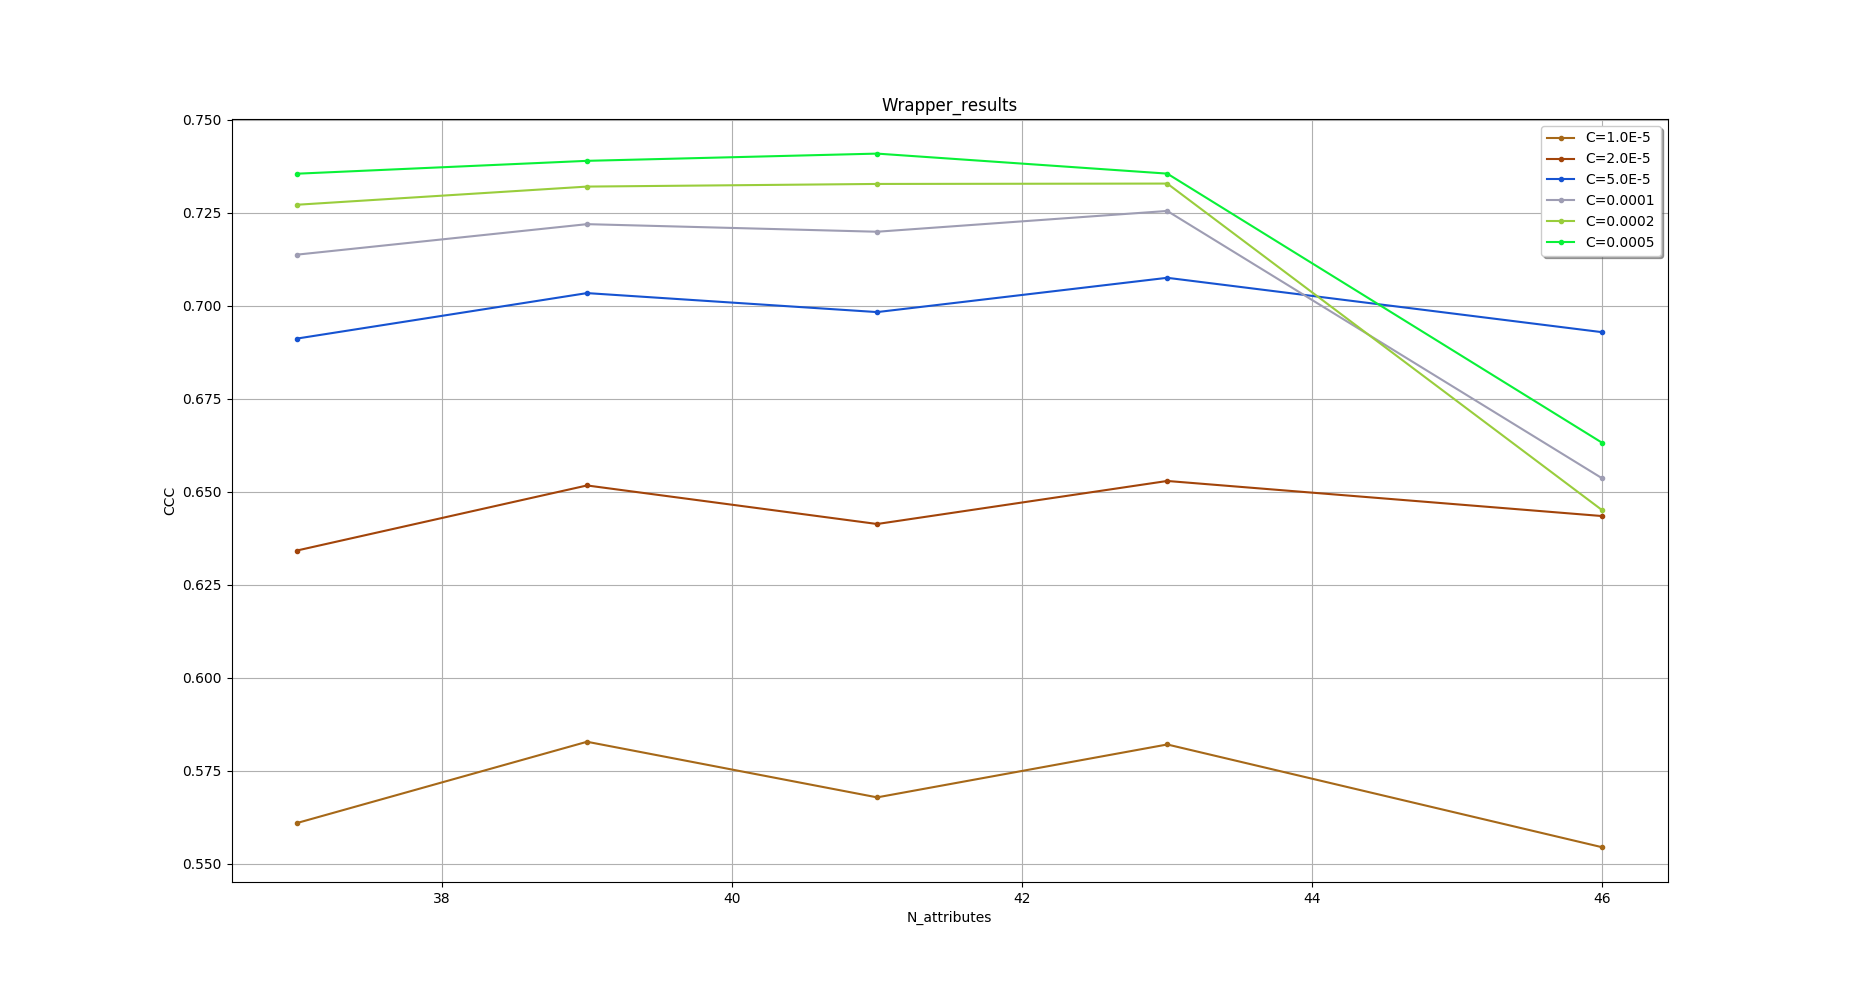 Wrapper_results
0.750
0.725
0.700
0.675
0.650
0.625
0.600
0.575
0.550
CCC
38 40 42 44 46
N_attributes
C=1.0E-5
C=2.0E-5
C=5.0E-5
C=0.0001
C=0.0002
C=0.0005